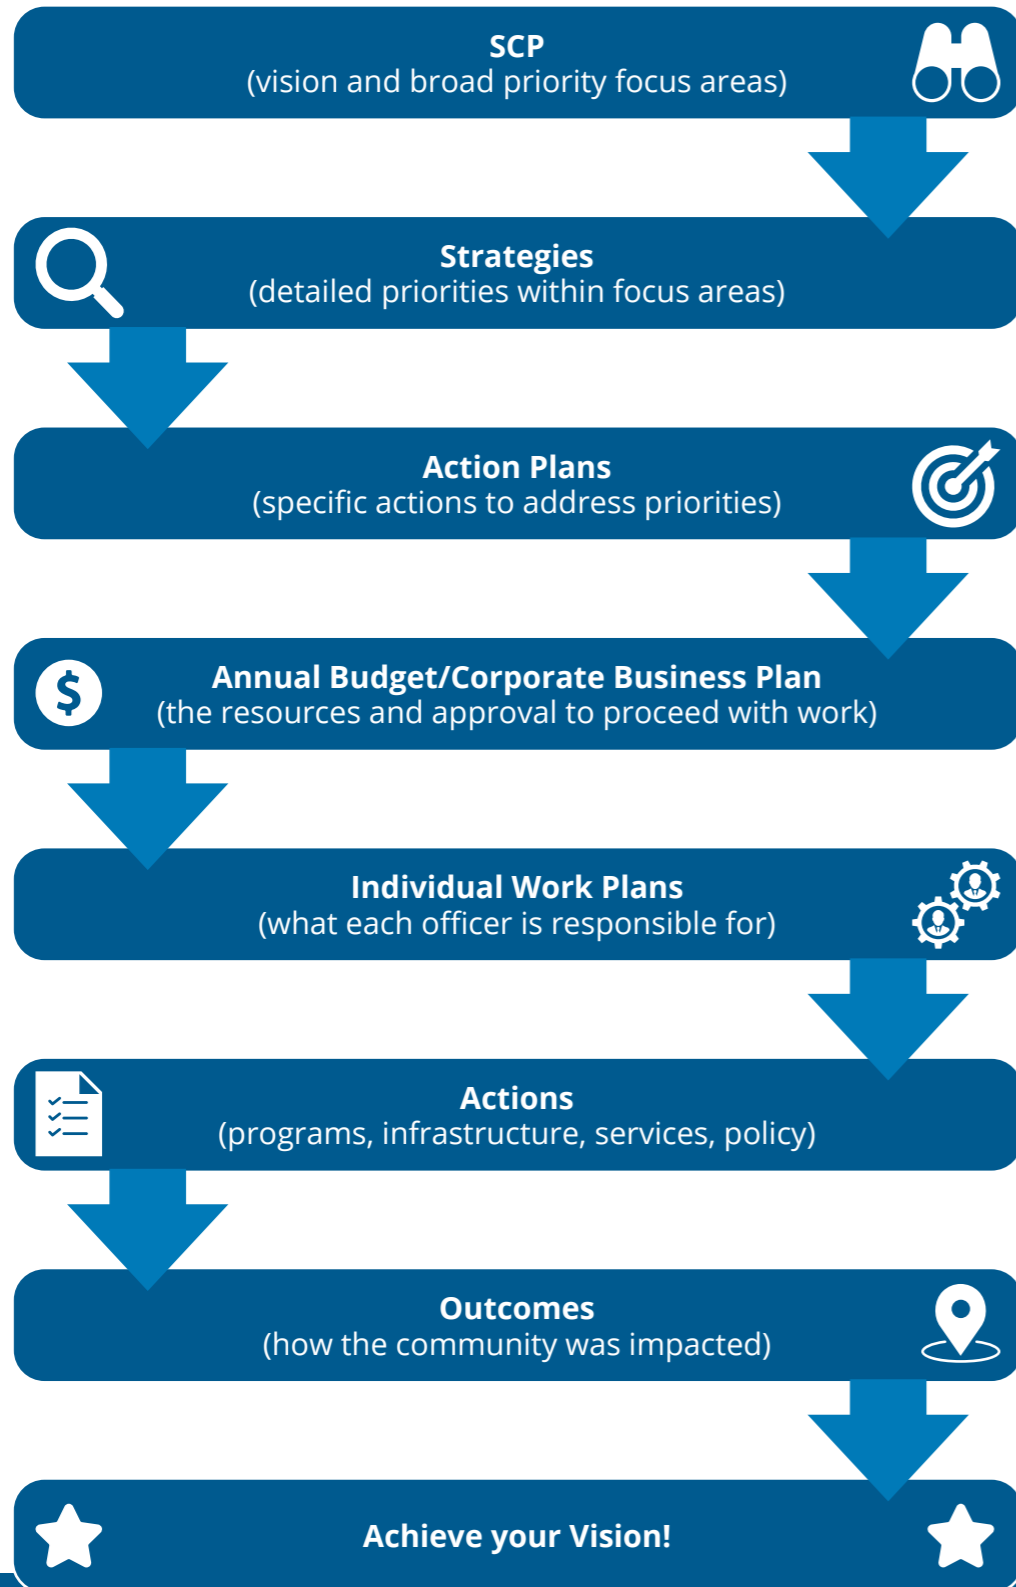 SCP
(vision and broad priority focus areas)
Strategies
(detailed priorities within focus areas)
Action Plans
(specific actions to address priorities)
$
Annual Budget/Corporate Business Plan
(the resources and approval to proceed with work)
Individual Work Plans
(what each officer is responsible for)
Actions
(programs, infrastructure, services, policy)
Outcomes
(how the community was impacted)
Achieve your Vision!